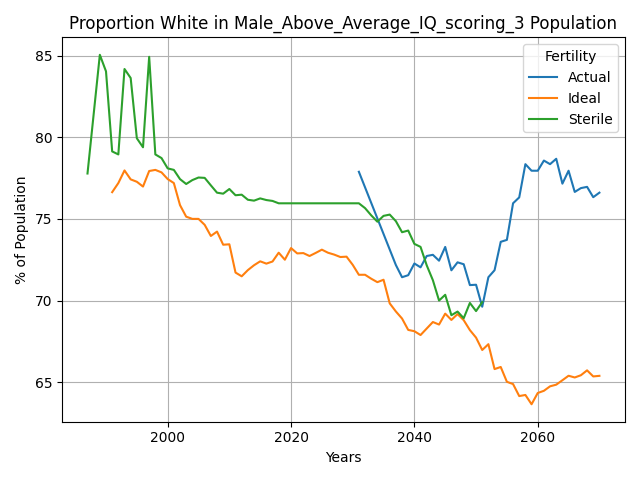 Proportion White in Male_Above_Average_IQ_scoring_3 Population
Fertility
Actual
Ideal
Sterile
% of Population
85
80
75
70
65
2000
2020
2040
2060
Years